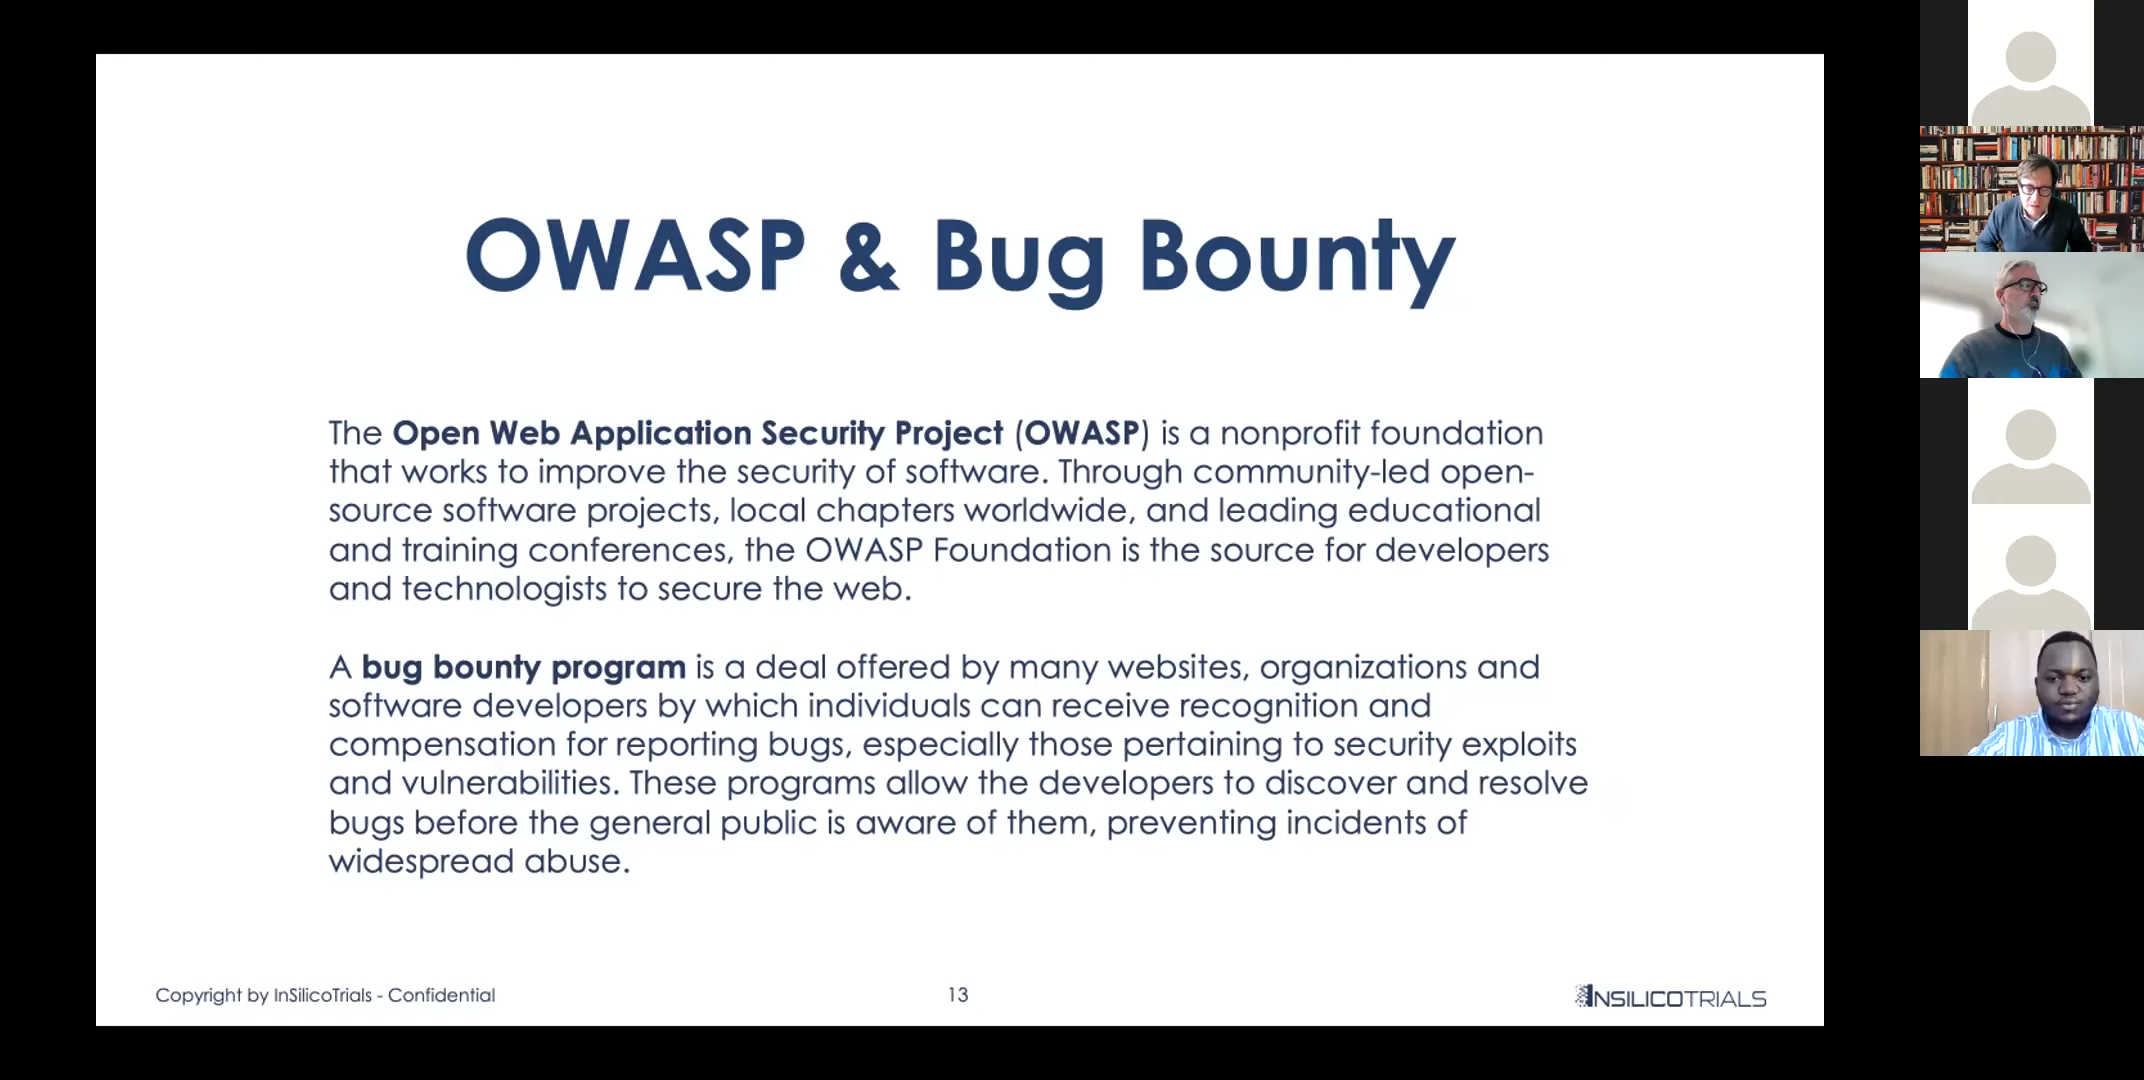 OWASP & Bug Bounty
The Open Web Application Security Project (OWASP) is a nonprofit foundation
that works to improve the security of software. Through community-led open-
source software projects, local chapters worldwide, and leading educational
and training conferences, the OWASP Foundation is the source for developers
and technologists to secure the web.
A bug bounty program is a deal offered by many websites, organizations and
software developers by which individuals can receive recognition and
compensation for reporting bugs, especially those pertaining to security exploits
and vulnerabilities. These programs allow the developers to discover and resolve
bugs before the general public is aware of them, preventing incidents of
widespread abuse.
Copyright by InSilicoTrials - Confidential
13
INSILICOTRIALS